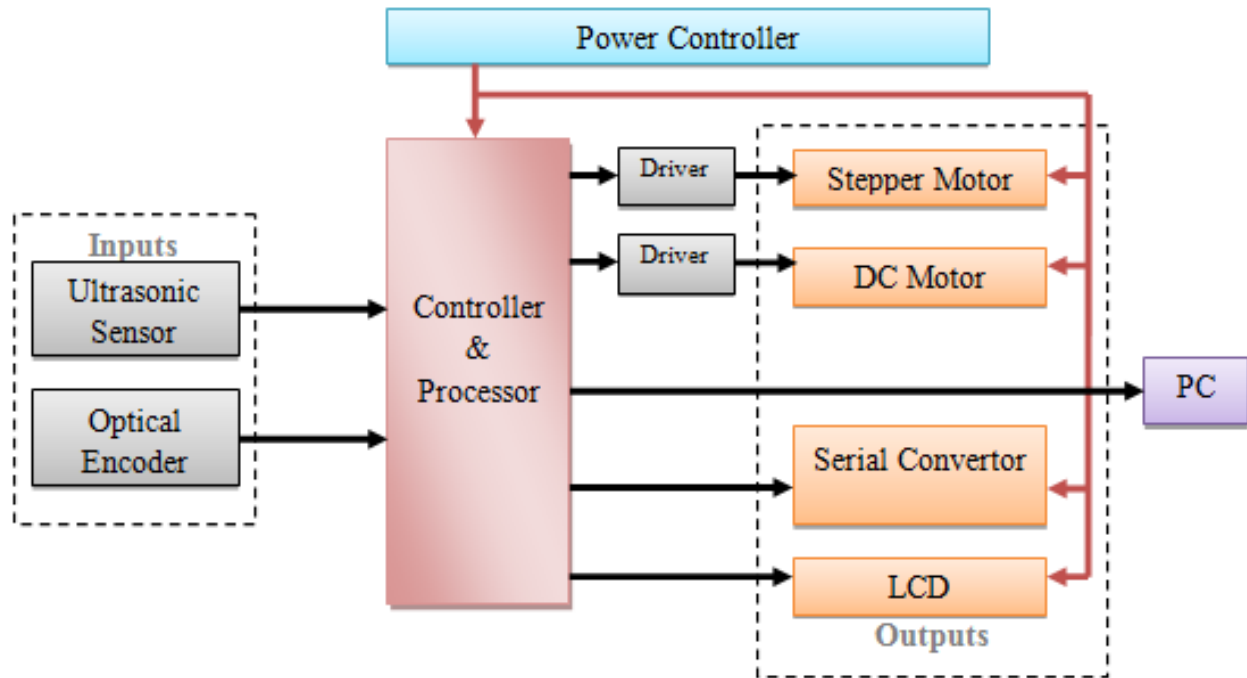 Power Controller
Driver
Stepper Motor
Inputs
Driver
DC Motor
Ultrasonic
Sensor
Controller
&
Processor
PC
Optical
Encoder
Serial Convertor
LCD
Outputs